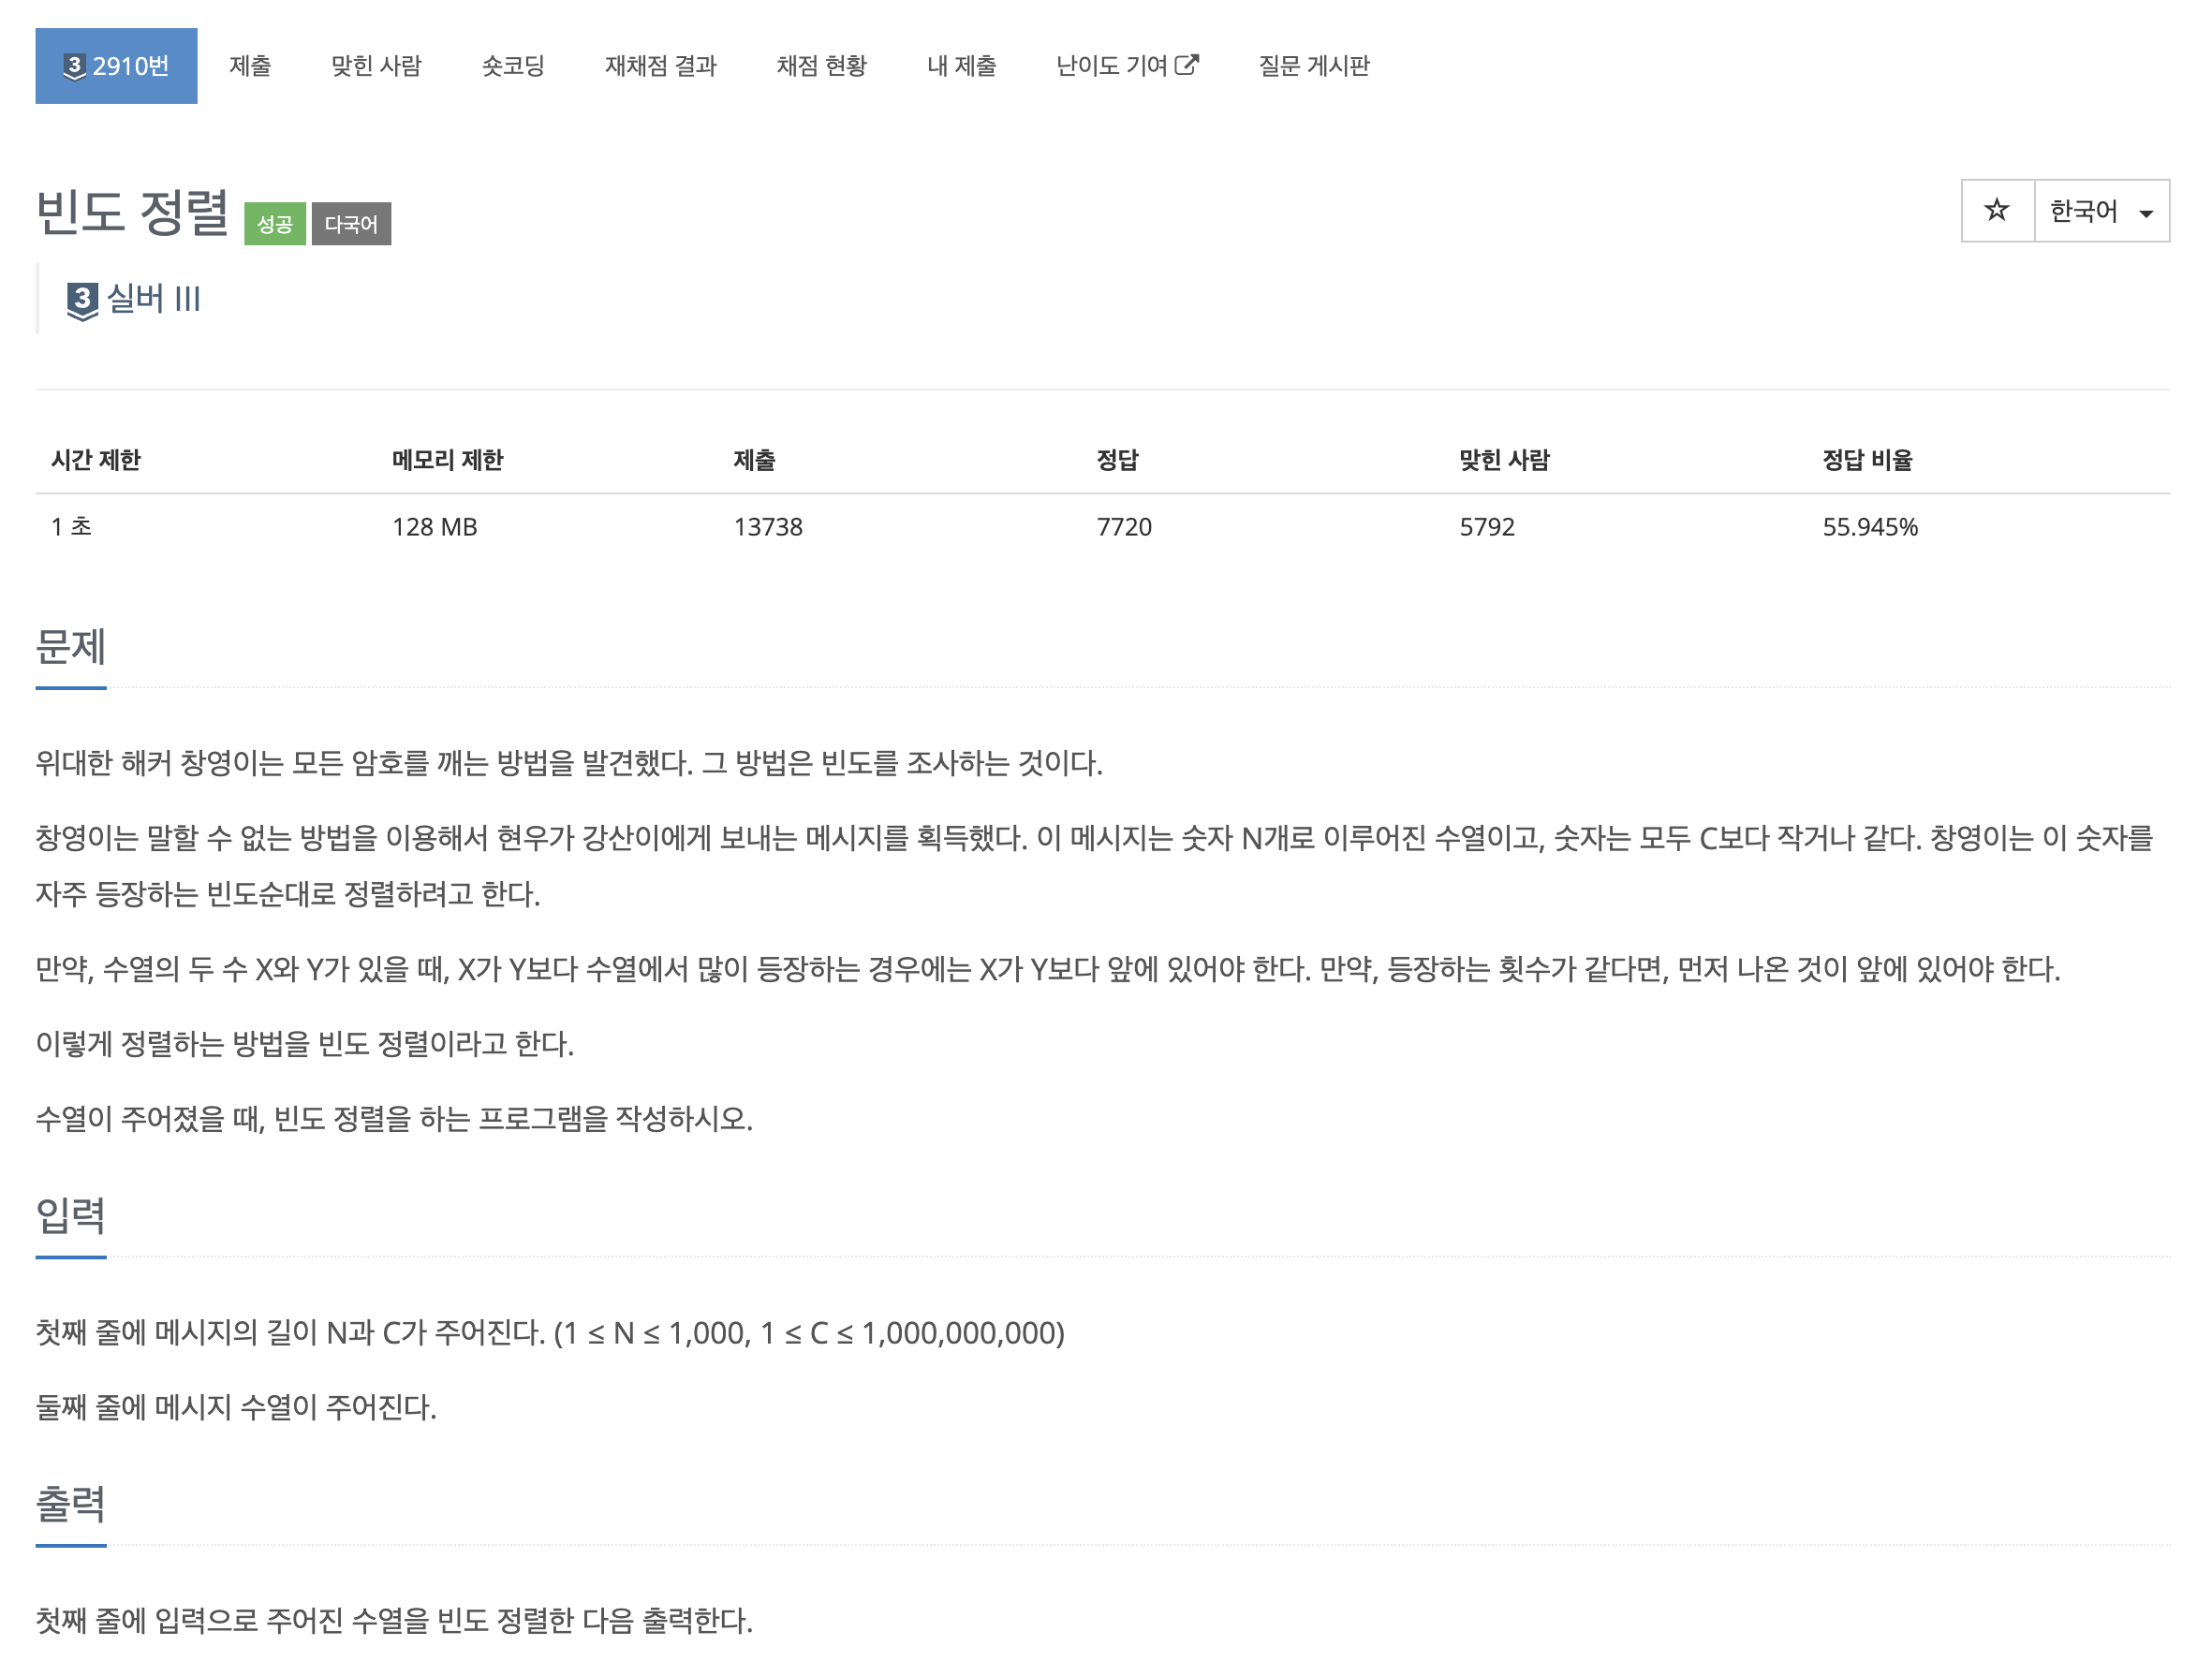 3 2910번 제출 맞힌 사람 숏코딩 재채점 결과 채점 현황 내 제출 난이도 기여 질문 게시판
빈도 정렬 성공 다국어 ☆ 한국어
3 실버 III
시간 제한 메모리 제한 제출 정답 맞힌 사람 정답 비율
1 초 128 MB 13738 7720 5792 55.945%
문제
위대한 해커 창영이는 모든 암호를 깨는 방법을 발견했다. 그 방법은 빈도를 조사하는 것이다.
창영이는 말할 수 없는 방법을 이용해서 현우가 강산이에게 보내는 메시지를 획득했다. 이 메시지는 숫자 N개로 이루어진 수열이고, 숫자는 모두 C보다 작거나 같다. 창영이는 이 숫자를
자주 등장하는 빈도순대로 정렬하려고 한다.
만약, 수열의 두 수 X와 Y가 있을 때, X가 Y보다 수열에서 많이 등장하는 경우에는 X가 Y보다 앞에 있어야 한다. 만약, 등장하는 횟수가 같다면, 먼저 나온 것이 앞에 있어야 한다.
이렇게 정렬하는 방법을 빈도 정렬이라고 한다.
수열이 주어졌을 때, 빈도 정렬을 하는 프로그램을 작성하시오.
입력
첫째 줄에 메시지의 길이 N과 C가 주어진다. (1 ≤ N ≤ 1,000, 1 ≤ C ≤ 1,000,000,000)
둘째 줄에 메시지 수열이 주어진다.
출력
첫째 줄에 입력으로 주어진 수열을 빈도 정렬한 다음 출력한다.